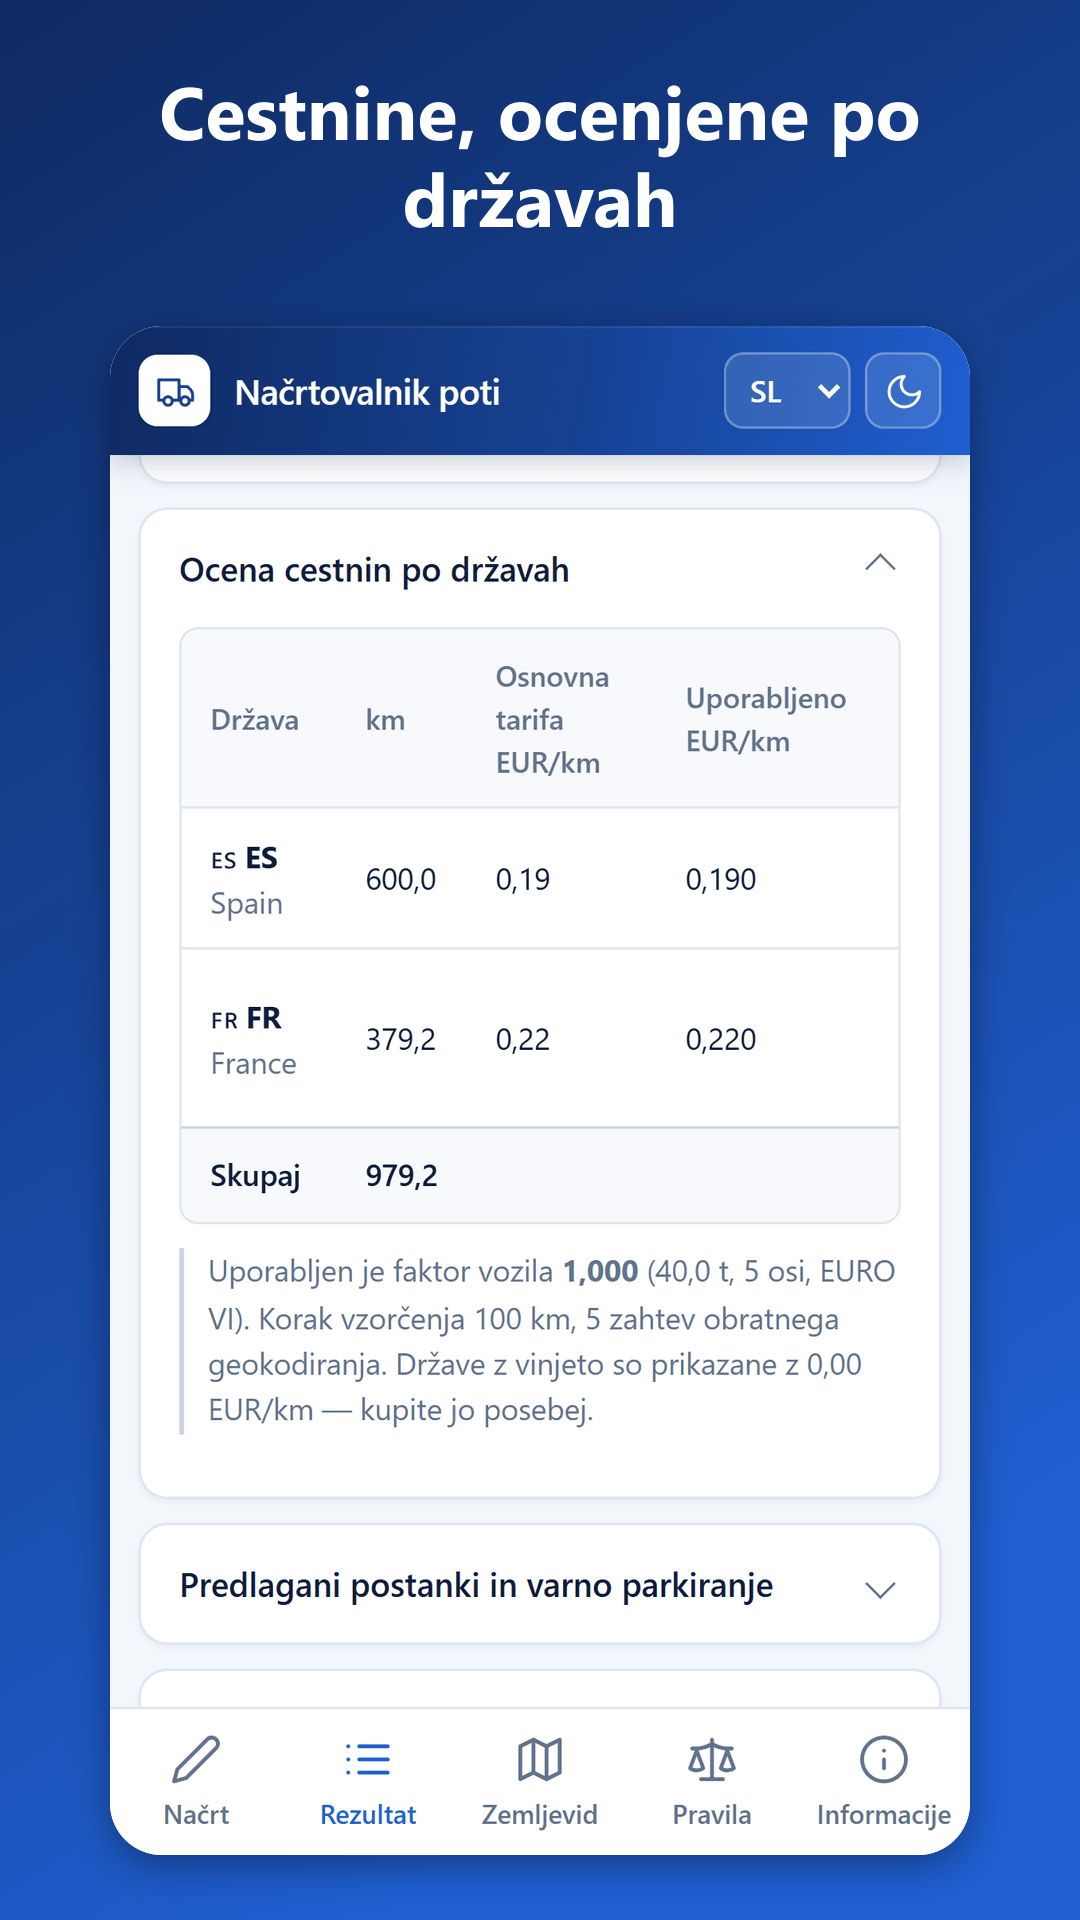 Cestnine, ocenjene po
državah
Načrtovalnik poti
SL
Ocena cestnin po državah
Država
km
Osnovna
tarifa
EUR/km
Uporabljeno
EUR/km
ES ES
Spain
600,0
0,19
0,190
FR FR
France
379,2
0,22
0,220
Skupaj
979,2
Uporabljen je faktor vozila 1,000 (40,0 t, 5 osi, EURO
VI). Korak vzorčenja 100 km, 5 zahtev obratnega
geokodiranja. Države z vinjeto so prikazane z 0,00
EUR/km — kupite jo posebej.
Predlagani postanki in varno parkiranje
Načrt
Rezultat
Zemljevid
Pravila
Informacije